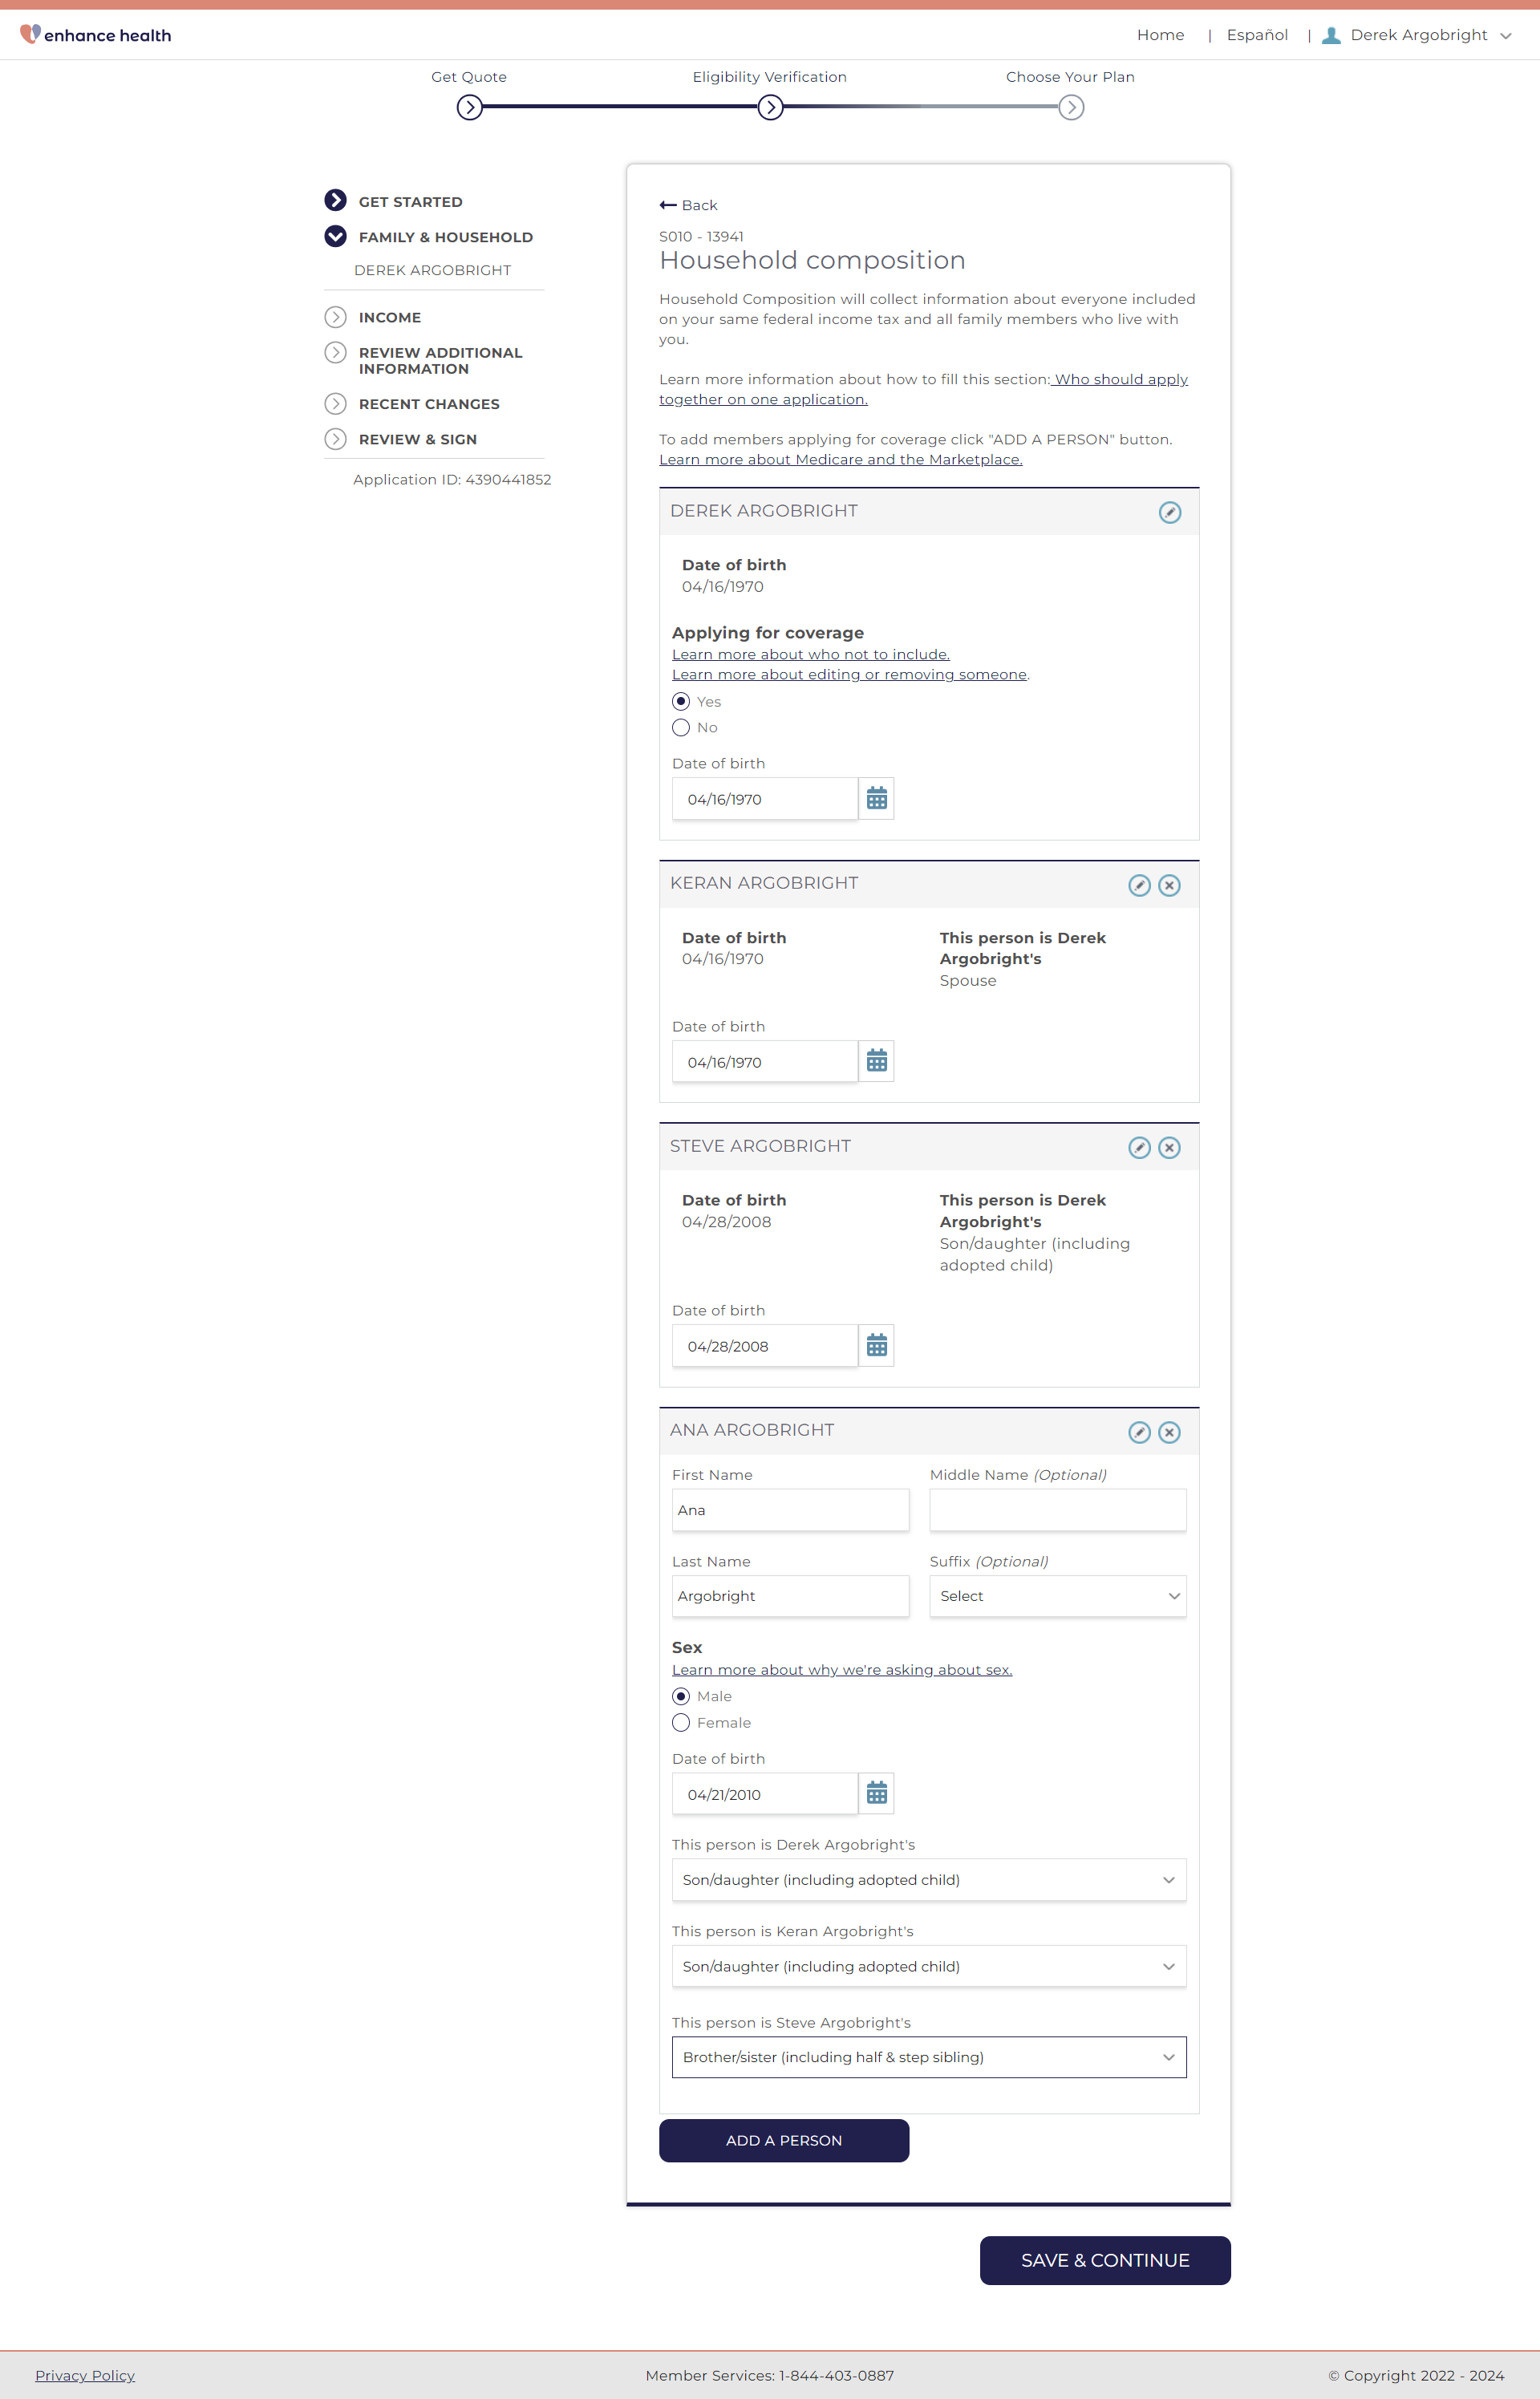 enhance health
Home | Español | Derek Argobright
Get Quote Eligibility Verification Choose Your Plan
GET STARTED
FAMILY & HOUSEHOLD
DEREK ARGOBRIGHT
INCOME
REVIEW ADDITIONAL
INFORMATION
RECENT CHANGES
REVIEW & SIGN
Application ID: 4390441852
Back
S010 - 13941
Household composition
Household Composition will collect information about everyone included
on your same federal income tax and all family members who live with
you.
Learn more information about how to fill this section: Who should apply
together on one application.
To add members applying for coverage click "ADD A PERSON" button.
Learn more about Medicare and the Marketplace.
DEREK ARGOBRIGHT
Date of birth
04/16/1970
Applying for coverage
Learn more about who not to include.
Learn more about editing or removing someone.
Yes
No
Date of birth
04/16/1970
KERAN ARGOBRIGHT
Date of birth
04/16/1970
This person is Derek
Argobright's
Spouse
Date of birth
04/16/1970
STEVE ARGOBRIGHT
Date of birth
04/28/2008
This person is Derek
Argobright's
Son/daughter (including
adopted child)
Date of birth
04/28/2008
ANA ARGOBRIGHT
First Name Middle Name (Optional)
Ana
Last Name Suffix (Optional)
Argobright Select
Sex
Learn more about why we're asking about sex.
Male
Female
Date of birth
04/21/2010
This person is Derek Argobright's
Son/daughter (including adopted child)
This person is Keran Argobright's
Son/daughter (including adopted child)
This person is Steve Argobright's
Brother/sister (including half & step sibling)
ADD A PERSON
SAVE & CONTINUE
Privacy Policy Member Services: 1-844-403-0887 © Copyright 2022 - 2024